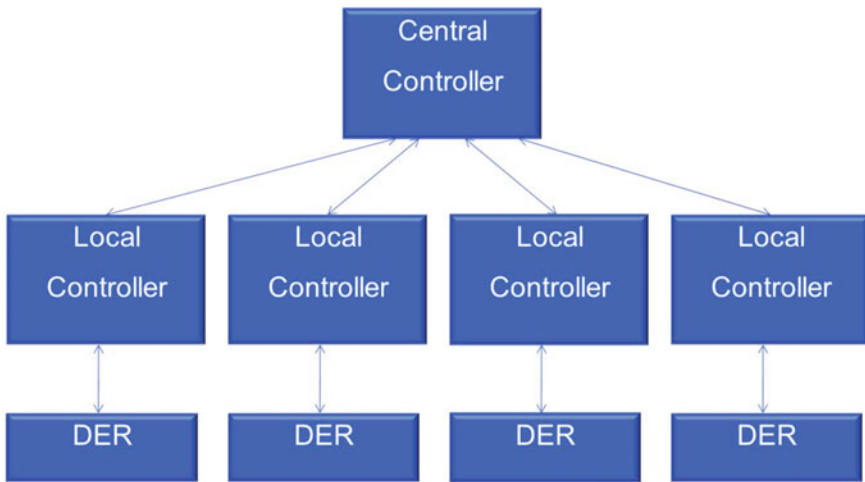 Central
Controller
Local
Controller
Local
Controller
Local
Controller
Local
Controller
DER
DER
DER
DER